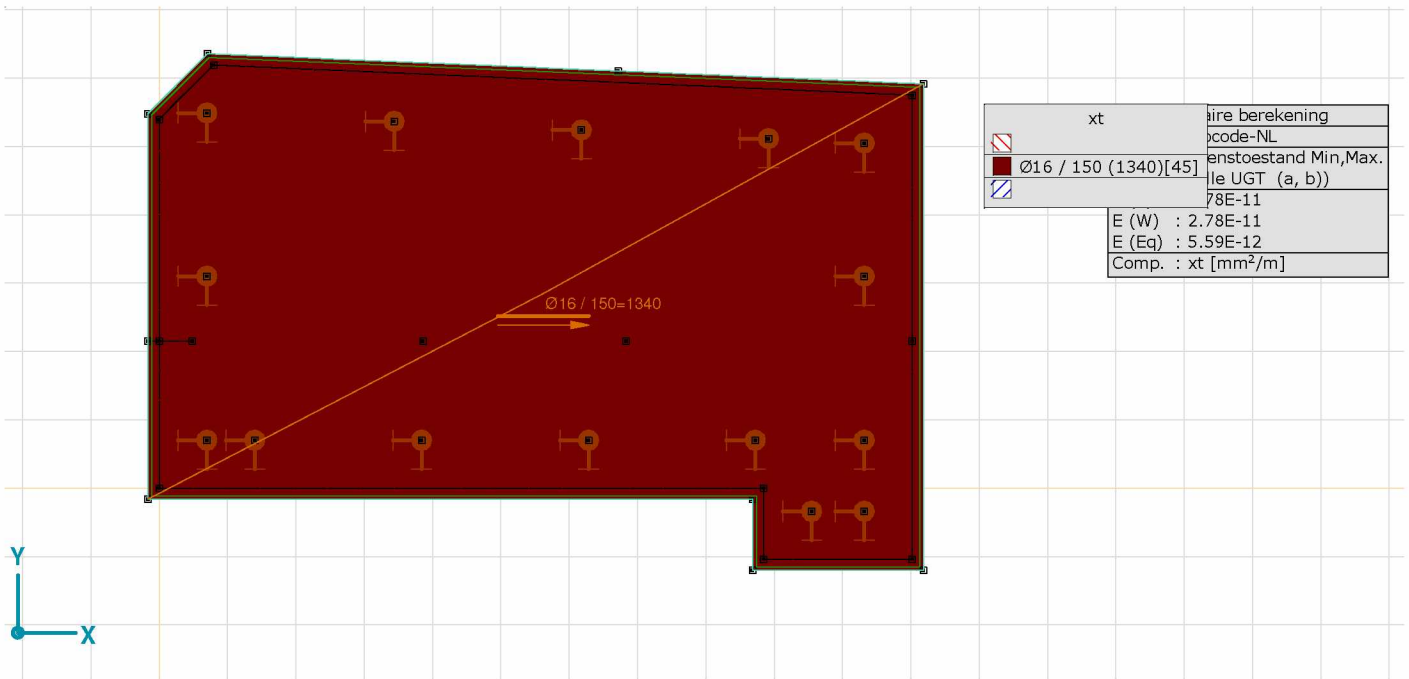 xt
Ø16 / 150 (1340)[45]
aire berekening
ocode-NL
enstoestand Min,Max.
lle UGT (a, b))
78E-11
E (W) : 2.78E-11
E (Eq) : 5.59E-12
Comp. : xt [mm²/m]
Ø16 / 150=1340
Y
X